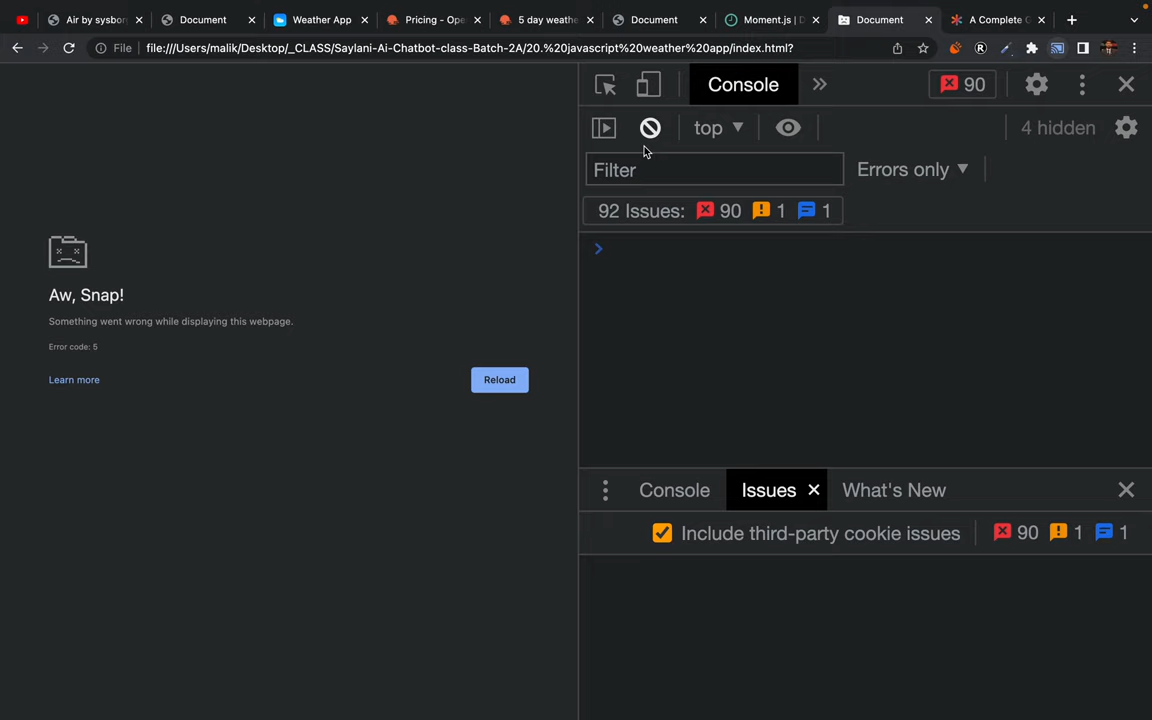 Air by sysbor
Document
Weather App
Pricing - Ope
5 day weathe
Document
Moment.js | D
Document
A Complete G
File file:///Users/malik/Desktop/_CLASS/Saylani-Ai-Chatbot-class-Batch-2A/20.%20javascript%20weather%20app/index.html?
Console
90
top
4 hidden
Filter
Errors only
92 Issues: 90 1 1
Aw, Snap!
Something went wrong while displaying this webpage.
Error code: 5
Learn more
Reload
Console
Issues
What's New
Include third-party cookie issues
90 1 1